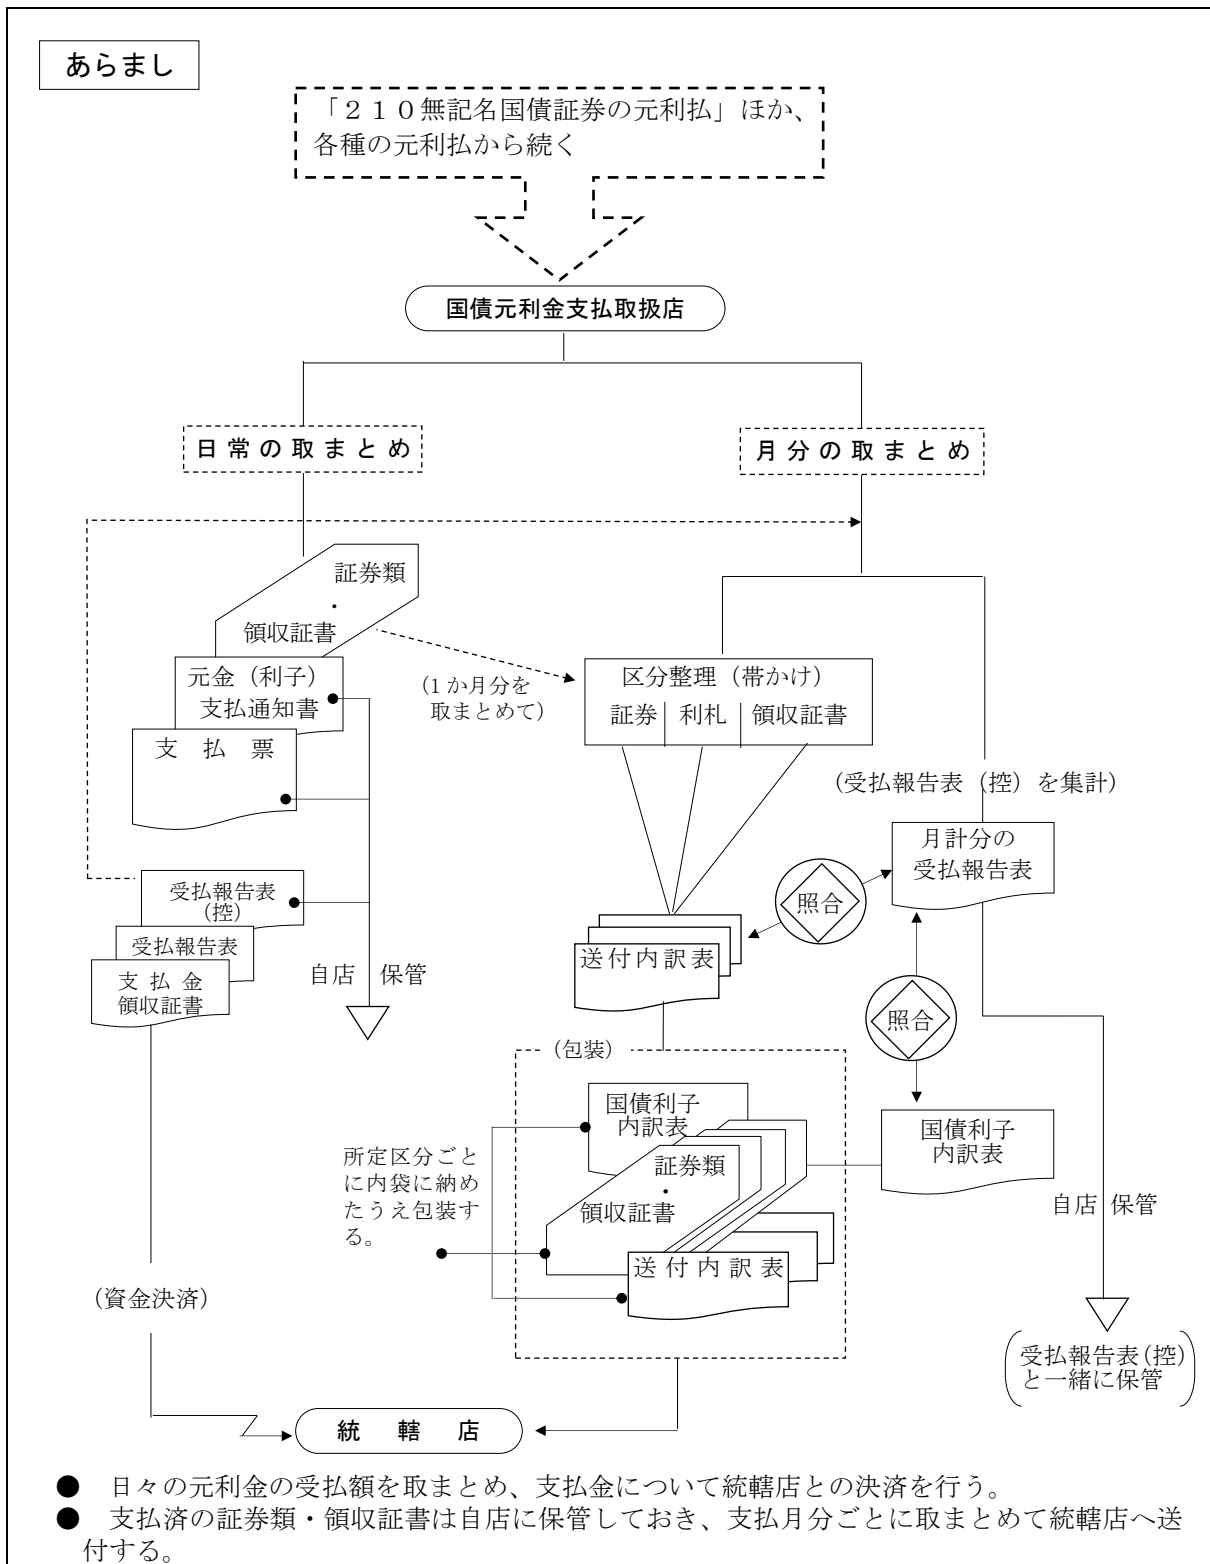 あらまし
「２１０無記名国債証券の元利払」ほか、
各種の元利払から続く
国債元利金支払取扱店
日常の取まとめ
月分の取まとめ
証券類
・
領収証書
元金（利子）
支払通知書
支払票
(1か月分を
取まとめて)
区分整理（帯かけ）
証券 利札 領収証書
(受払報告表（控）を集計)
月計分の
受払報告表
照合
受払報告表
(控)
受払報告表
支払金
領収証書
自店 保管
送付内訳表
照合
(包装)
国債利子
内訳表
証券類
・
領収証書
送付内訳表
所定区分ごと
に内袋に納め
たうえ包装す
る。
国債利子
内訳表
自店 保管
(資金決済)
受払報告表(控)
と一緒に保管
統轄店
● 日々の元利金の受払額を取まとめ、支払金について統轄店との決済を行う。
● 支払済の証券類・領収証書は自店に保管しておき、支払月分ごとに取まとめて統轄店へ送
付する。